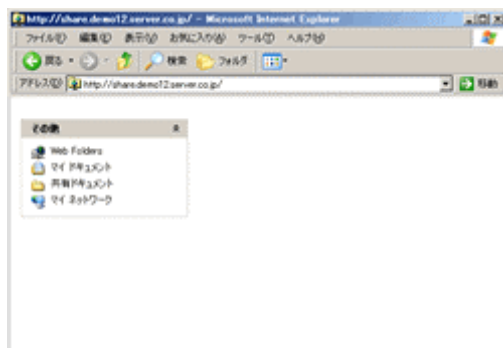 http://share.demo12.server.co.jp/ - Microsoft Internet Explorer
ファイル(F) 編集(E) 表示(V) お気に入り(A) ツール(T) ヘルプ(H)
戻る 検索 フォルダ
アドレス(D) http://share.demo12.server.co.jp/ 移動
その他
Web Folders
マイ ドキュメント
共有ドキュメント
マイ ネットワーク